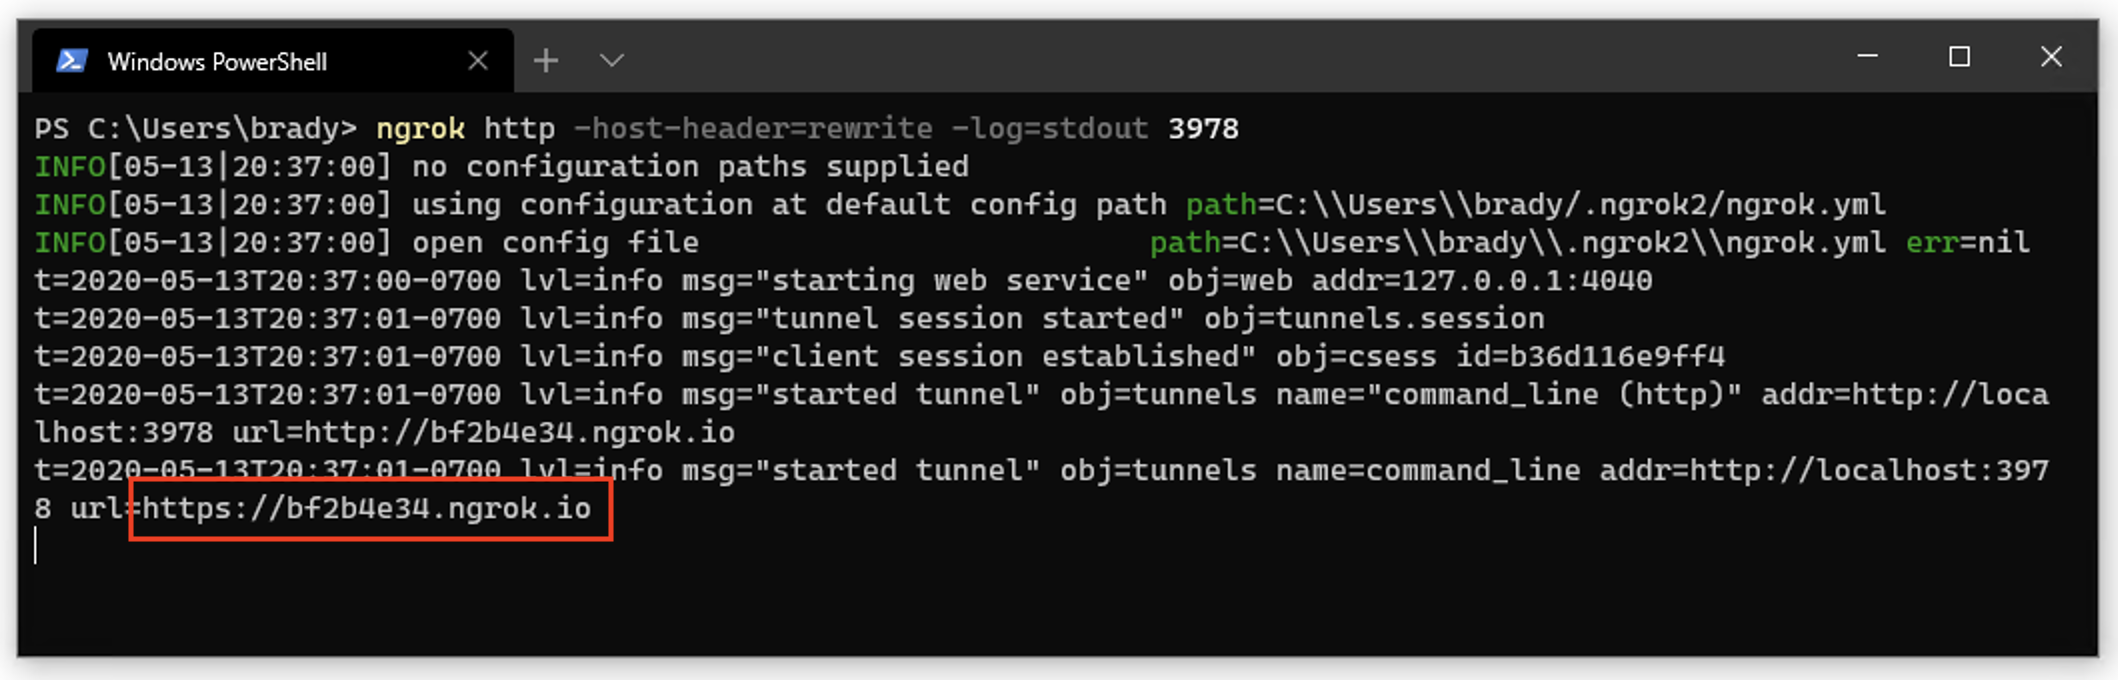 Windows PowerShell
PS C:\Users\brady> ngrok http -host-header=rewrite -log=stdout 3978
INFO[05-13|20:37:00] no configuration paths supplied
INFO[05-13|20:37:00] using configuration at default config path path=C:\\Users\\brady/.ngrok2/ngrok.yml
INFO[05-13|20:37:00] open config file                         path=C:\\Users\\brady\\.ngrok2\\ngrok.yml err=nil
t=2020-05-13T20:37:00-0700 lvl=info msg="starting web service" obj=web addr=127.0.0.1:4040
t=2020-05-13T20:37:01-0700 lvl=info msg="tunnel session started" obj=tunnels.session
t=2020-05-13T20:37:01-0700 lvl=info msg="client session established" obj=csess id=b36d116e9ff4
t=2020-05-13T20:37:01-0700 lvl=info msg="started tunnel" obj=tunnels name="command_line (http)" addr=http://loca
lhost:3978 url=http://bf2b4e34.ngrok.io
t=2020-05-13T20:37:01-0700 lvl=info msg="started tunnel" obj=tunnels name=command_line addr=http://localhost:397
8 url=https://bf2b4e34.ngrok.io